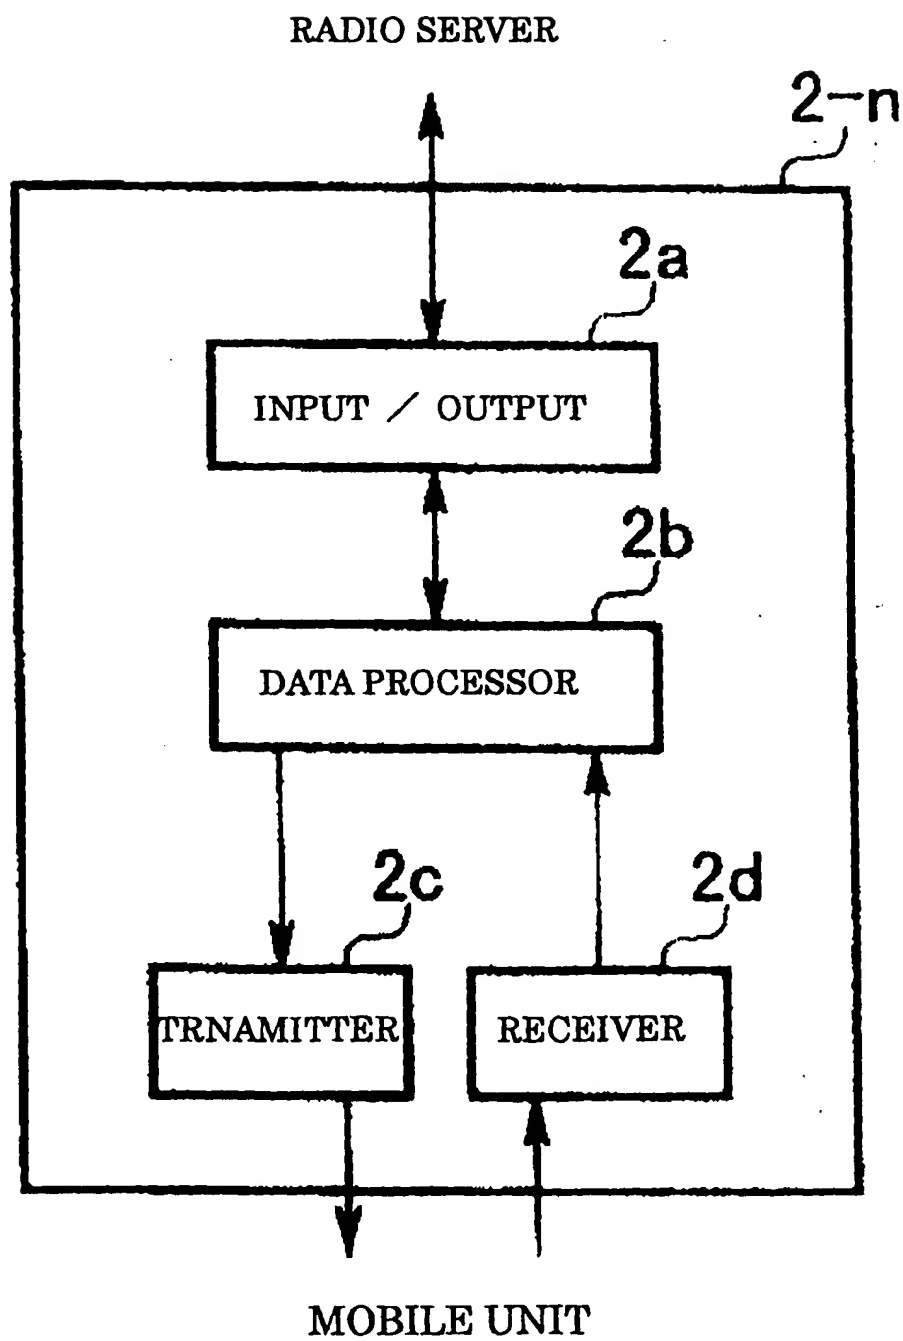 RADIO SERVER
2-n
2a
INPUT / OUTPUT
2b
DATA PROCESSOR
2c
2d
TRNAMITTER
RECEIVER
MOBILE UNIT